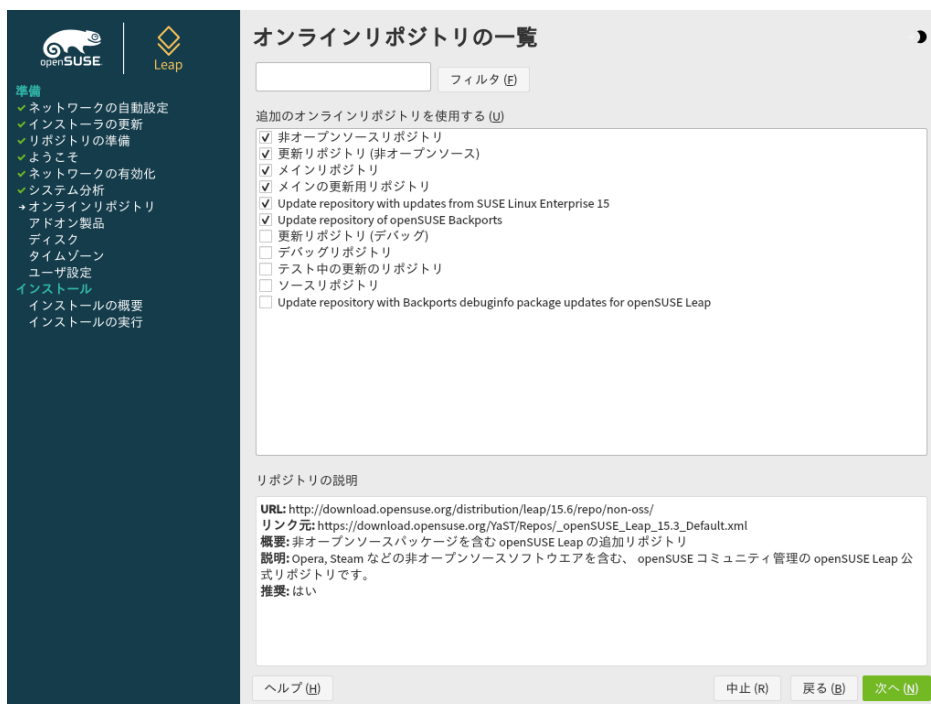 openSUSE.
Leap
準備
ネットワークの自動設定
インストーラの更新
リポジトリの準備
ようこそ
ネットワークの有効化
システム分析
オンラインリポジトリ
アドオン製品
ディスク
タイムゾーン
ユーザ設定
インストール
インストールの概要
インストールの実行
オンラインリポジトリの一覧
フィルタ (F)
追加のオンラインリポジトリを使用する (U)
非オープンソースリポジトリ
更新リポジトリ (非オープンソース)
メインリポジトリ
メインの更新用リポジトリ
Update repository with updates from SUSE Linux Enterprise 15
Update repository of openSUSE Backports
更新リポジトリ (デバッグ)
デバッグリポジトリ
テスト中の更新のリポジトリ
ソースリポジトリ
Update repository with Backports debuginfo package updates for openSUSE Leap
リポジトリの説明
URL: http://download.opensuse.org/distribution/leap/15.6/repo/non-oss/
リンク元: https://download.opensuse.org/YaST/Repos/_openSUSE_Leap_15.3_Default.xml
概要: 非オープンソースパッケージを含む openSUSE Leap の追加リポジトリ
説明: Opera, Steam などの非オープンソースソフトウエアを含む、 openSUSE コミュニティ管理の openSUSE Leap 公
式リポジトリです。
推奨: はい
ヘルプ (H)
中止 (R)
戻る (B)
次へ (N)